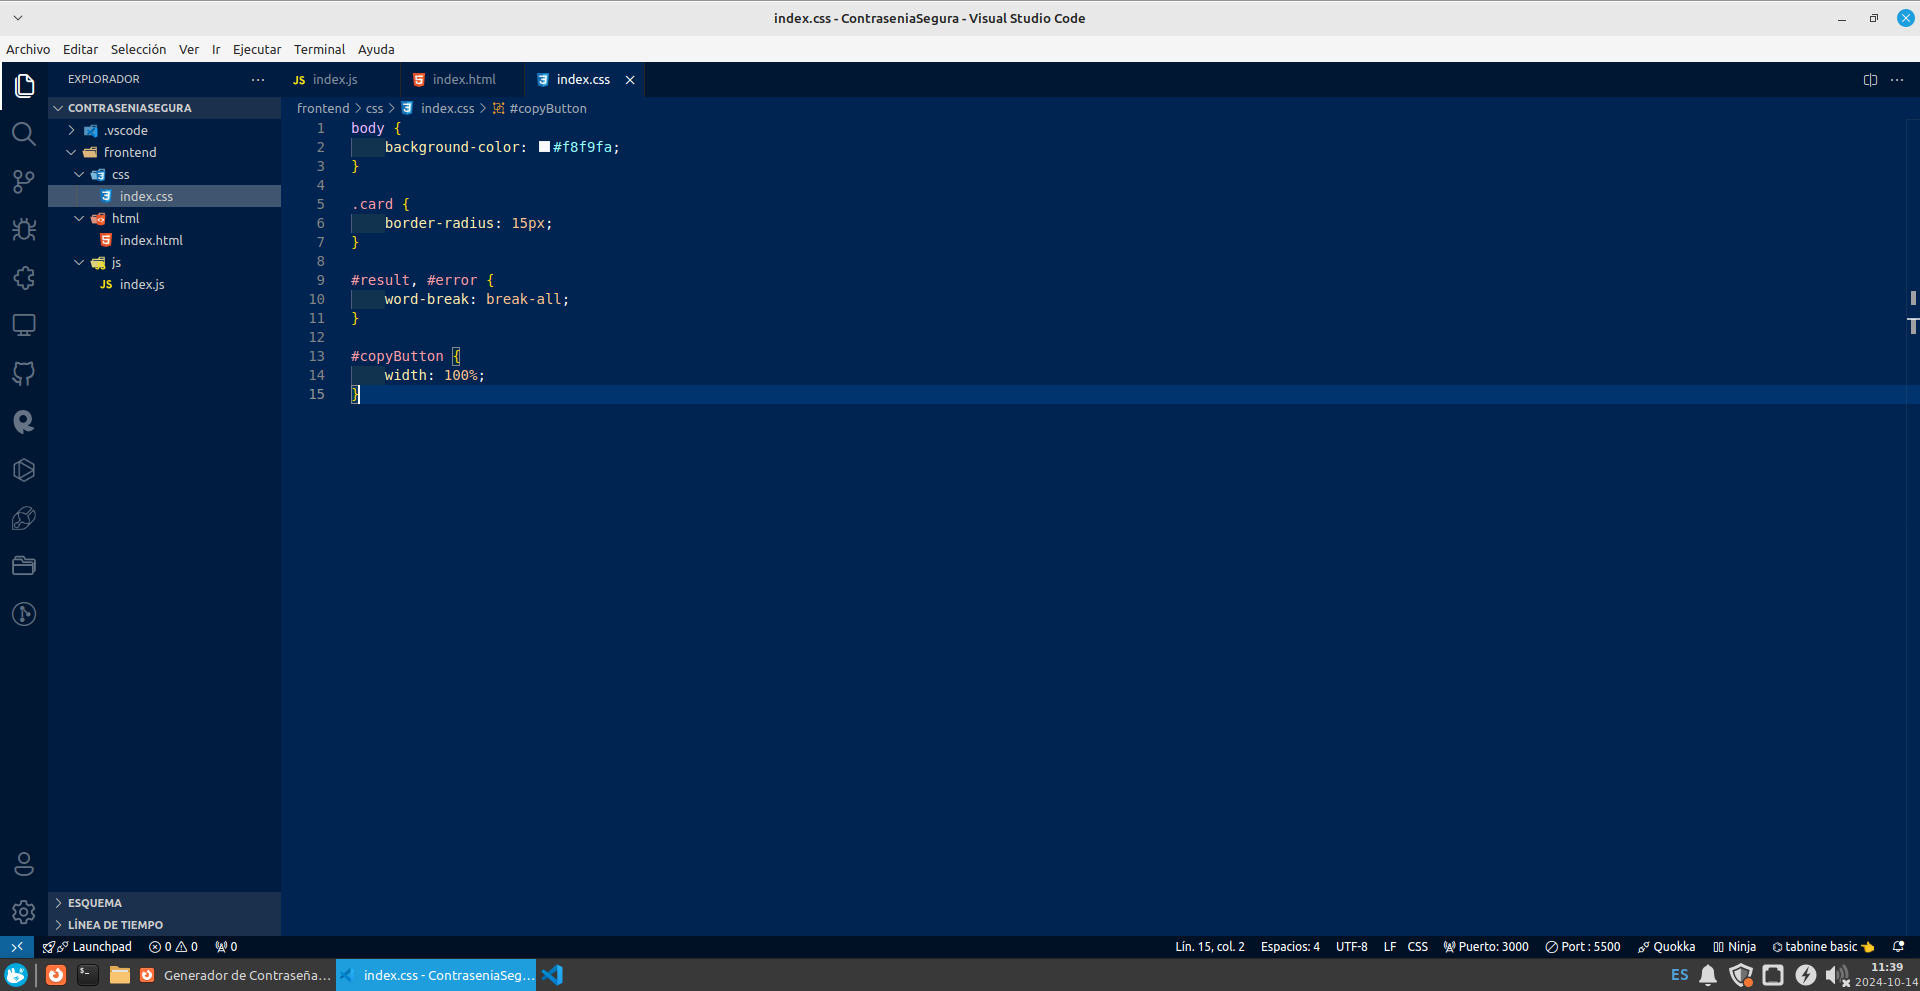 index.css - ContraseniaSegura - Visual Studio Code
Archivo Editar Selección Ver Ir Ejecutar Terminal Ayuda
EXPLORADOR
JS index.js index.html index.css
CONTRASENIASEGURA
frontend > css > index.css > #copyButton
.vscode
frontend
css
index.css
html
index.html
js
JS index.js
1 body {
2 background-color: #f8f9fa;
3 }
4
5 .card {
6 border-radius: 15px;
7 }
8
9 #result, #error {
10 word-break: break-all;
11 }
12
13 #copyButton {
14 width: 100%;
15 }
ESQUEMA
LÍNEA DE TIEMPO
Launchpad 0 0 0 Lín. 15, col. 2 Espacios: 4 UTF-8 LF CSS Puerto: 3000 Port : 5500 Quokka Ninja tabnine basic
Generador de Contraseña... index.css - ContraseniaSeg... ES 11:39
2024-10-14